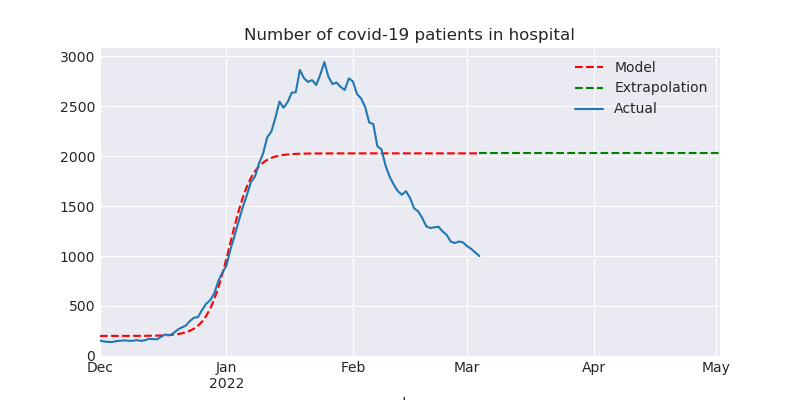 Number of covid-19 patients in hospital
3000
2500
2000
1500
1000
500
0
Model
Extrapolation
Actual
Dec
Jan
2022
Feb
Mar
Apr
May